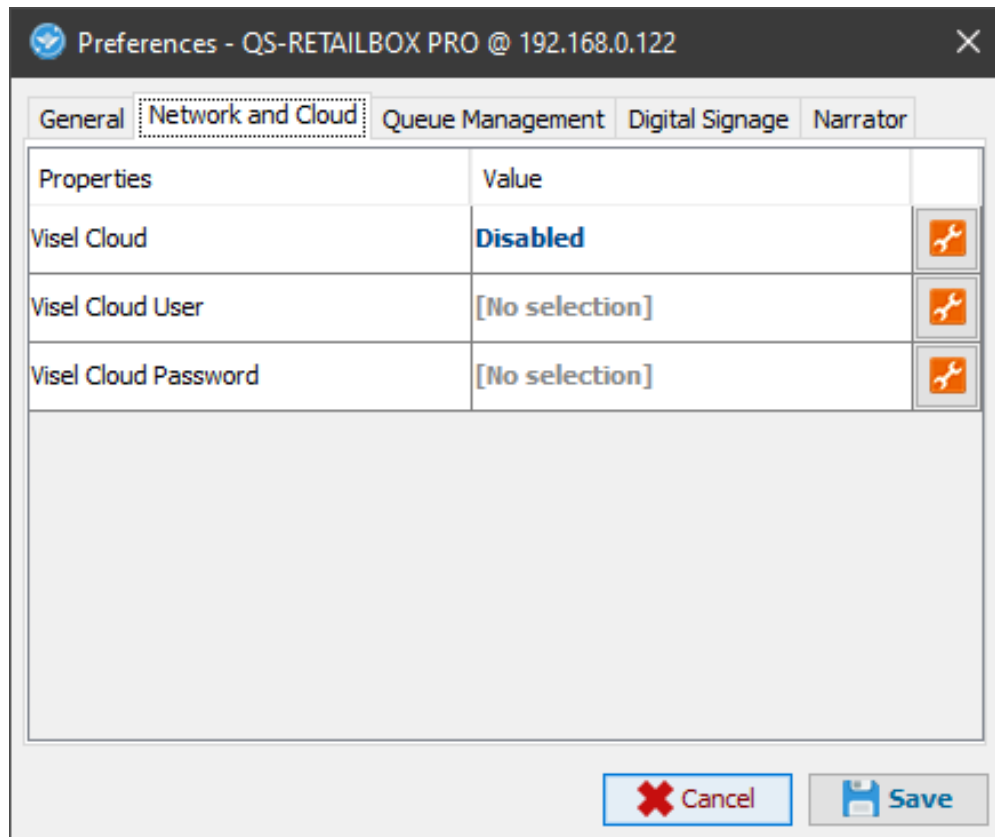 Preferences - QS-RETAILBOX PRO @ 192.168.0.122
General Network and Cloud Queue Management Digital Signage Narrator
Properties Value
Visel Cloud Disabled
Visel Cloud User [No selection]
Visel Cloud Password [No selection]
Cancel Save